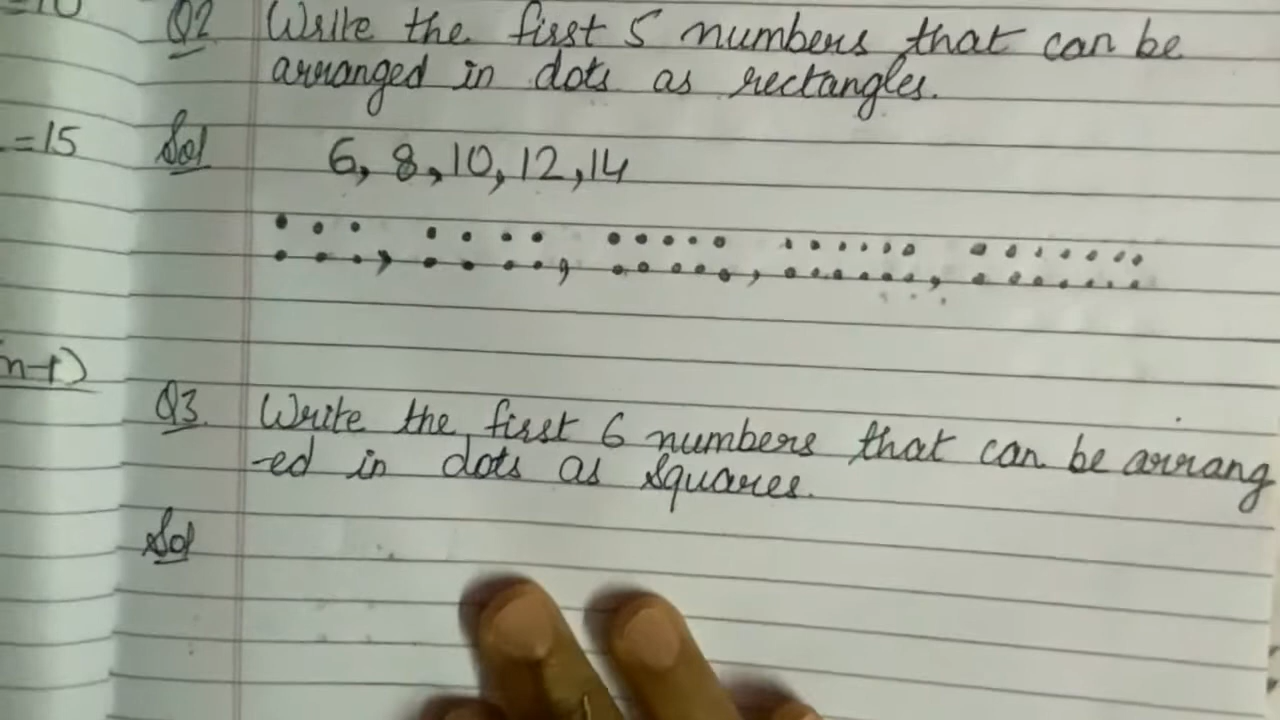 =10
Q2 Write the first 5 numbers that can be
arranged in dots as rectangles.
=15
Sol 6, 8, 10, 12, 14
n-1)
Q3. Write the first 6 numbers that can be arrang
-ed in dots as squares.
Sol